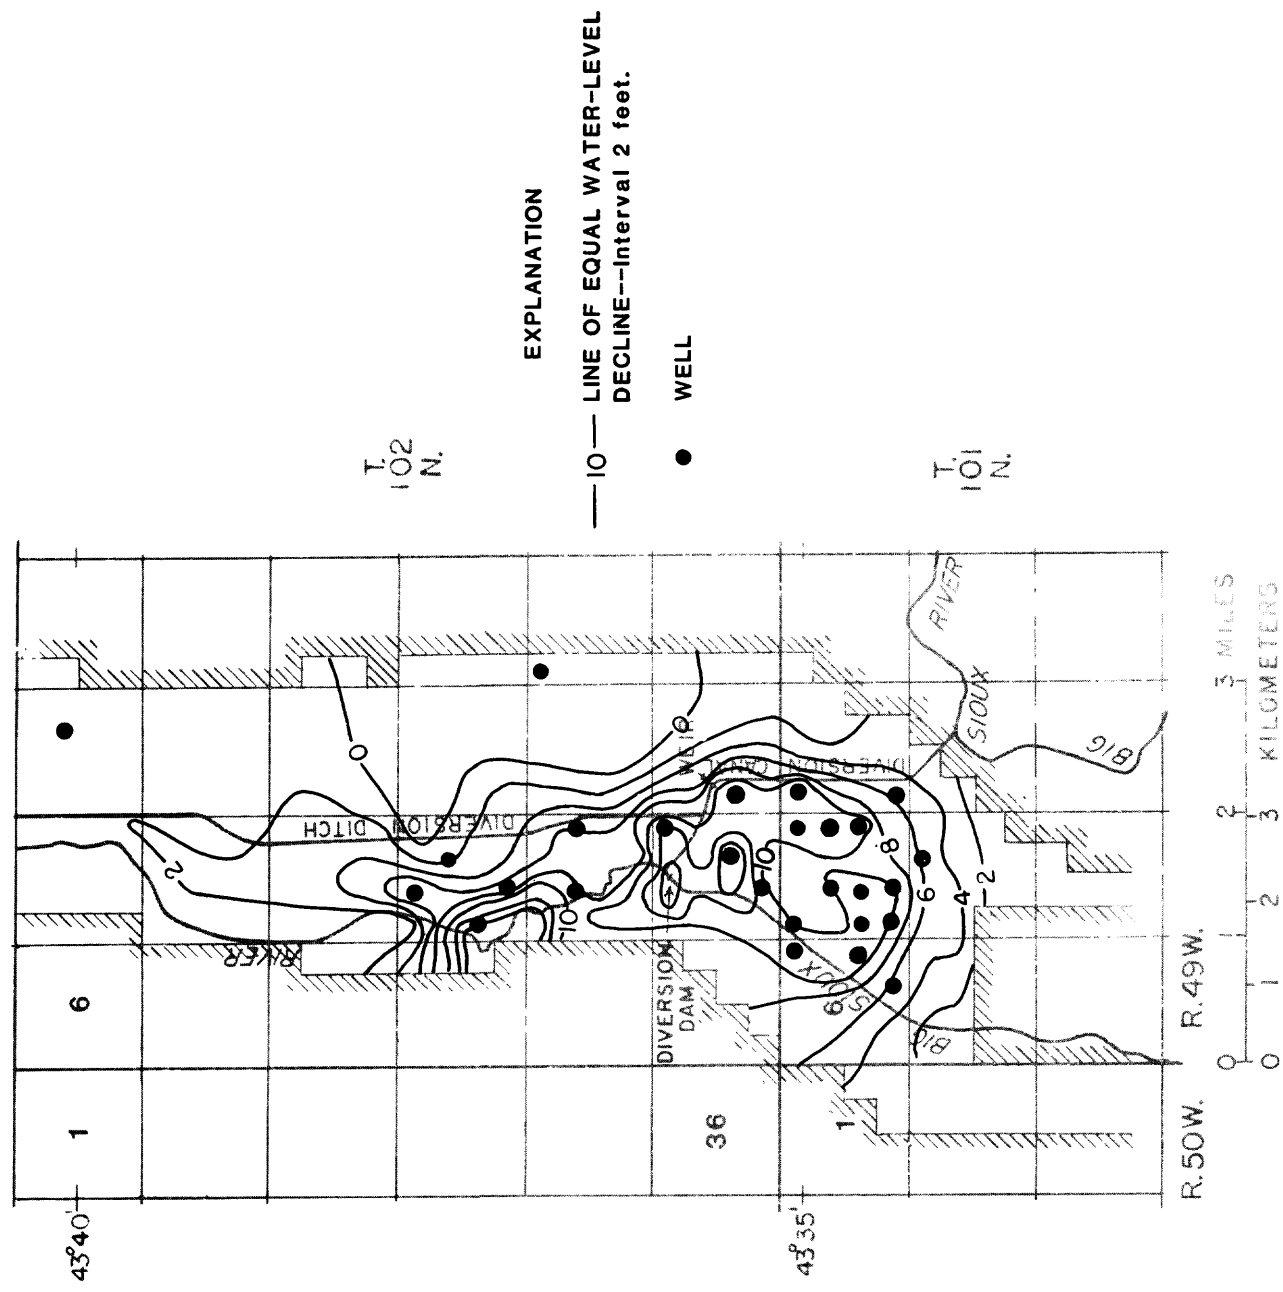 EXPLANATION
—10— LINE OF EQUAL WATER-LEVEL
DECLINE--Interval 2 feet.
● WELL
T.
102
N.
T.
101
N.
43°40'
43°35'
1
6
36
1
R.50W.
R.49W.
RIVER
2
0
0
DIVERSION DITCH
WEIR
DIVERSION CANAL
DIVERSION
DAM
10
10
8
6
6
4
2
BIG
SIOUX
BIG
SIOUX
RIVER
0 1 2 3 MILES
0 1 2 3 KILOMETERS